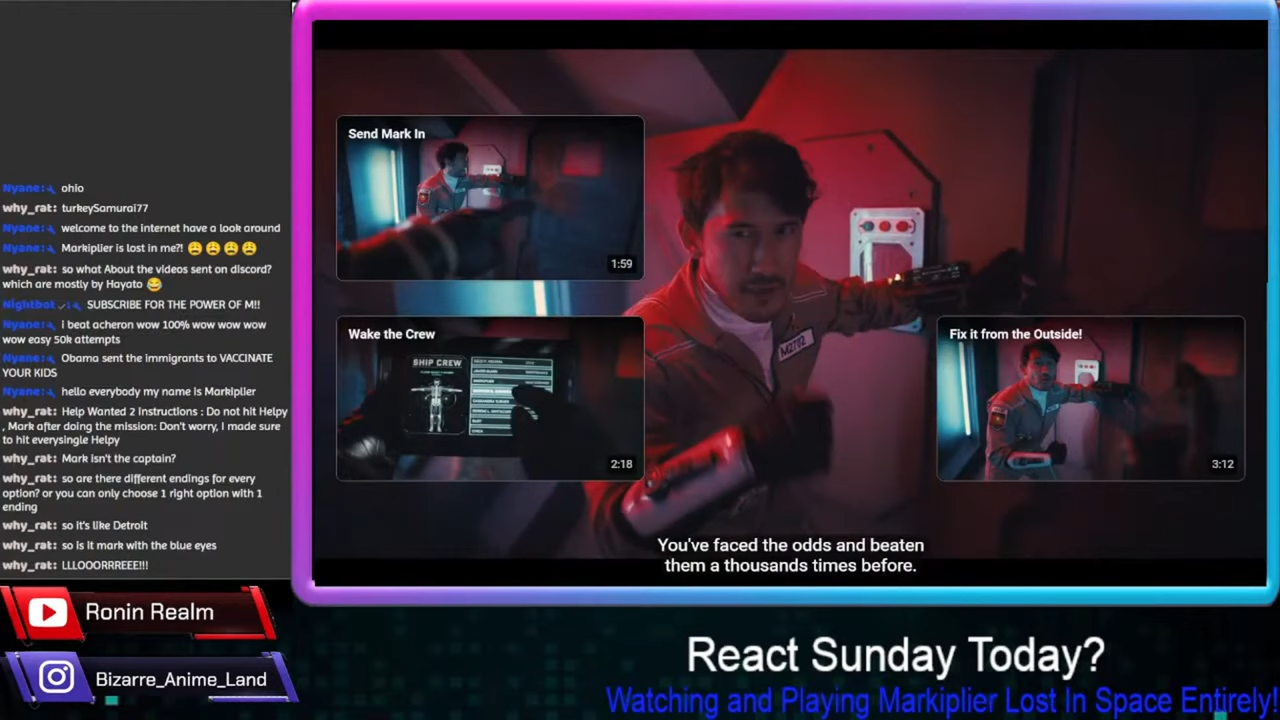 Nyane: ohio
why_rat: turkeySamurai77
Nyane: welcome to the internet have a look around
Nyane: Markiplier is lost in me?! 😩😩😩😩
why_rat: so what About the videos sent on discord?
which are mostly by Hayato 😂
Nightbot: SUBSCRIBE FOR THE POWER OF M!!
Nyane: i beat acheron wow 100% wow wow wow
wow easy 50k attempts
Nyane: Obama sent the immigrants to VACCINATE
YOUR KIDS
Nyane: hello everybody my name is Markiplier
why_rat: Help Wanted 2 Instructions : Do not hit Helpy
, Mark after doing the mission: Don't worry, I made sure
to hit everysingle Helpy
why_rat: Mark isn't the captain?
why_rat: so are there different endings for every
option? or you can only choose 1 right option with 1
ending
why_rat: so it's like Detroit
why_rat: so is it mark with the blue eyes
why_rat: LLLOOORRREEE!!!
Ronin Realm
Bizarre_Anime_Land
Send Mark In
1:59
Wake the Crew
SHIP CREW
2:18
Fix it from the Outside!
3:12
You've faced the odds and beaten
them a thousands times before.
React Sunday Today?
Watching and Playing Markiplier Lost In Space Entirely!